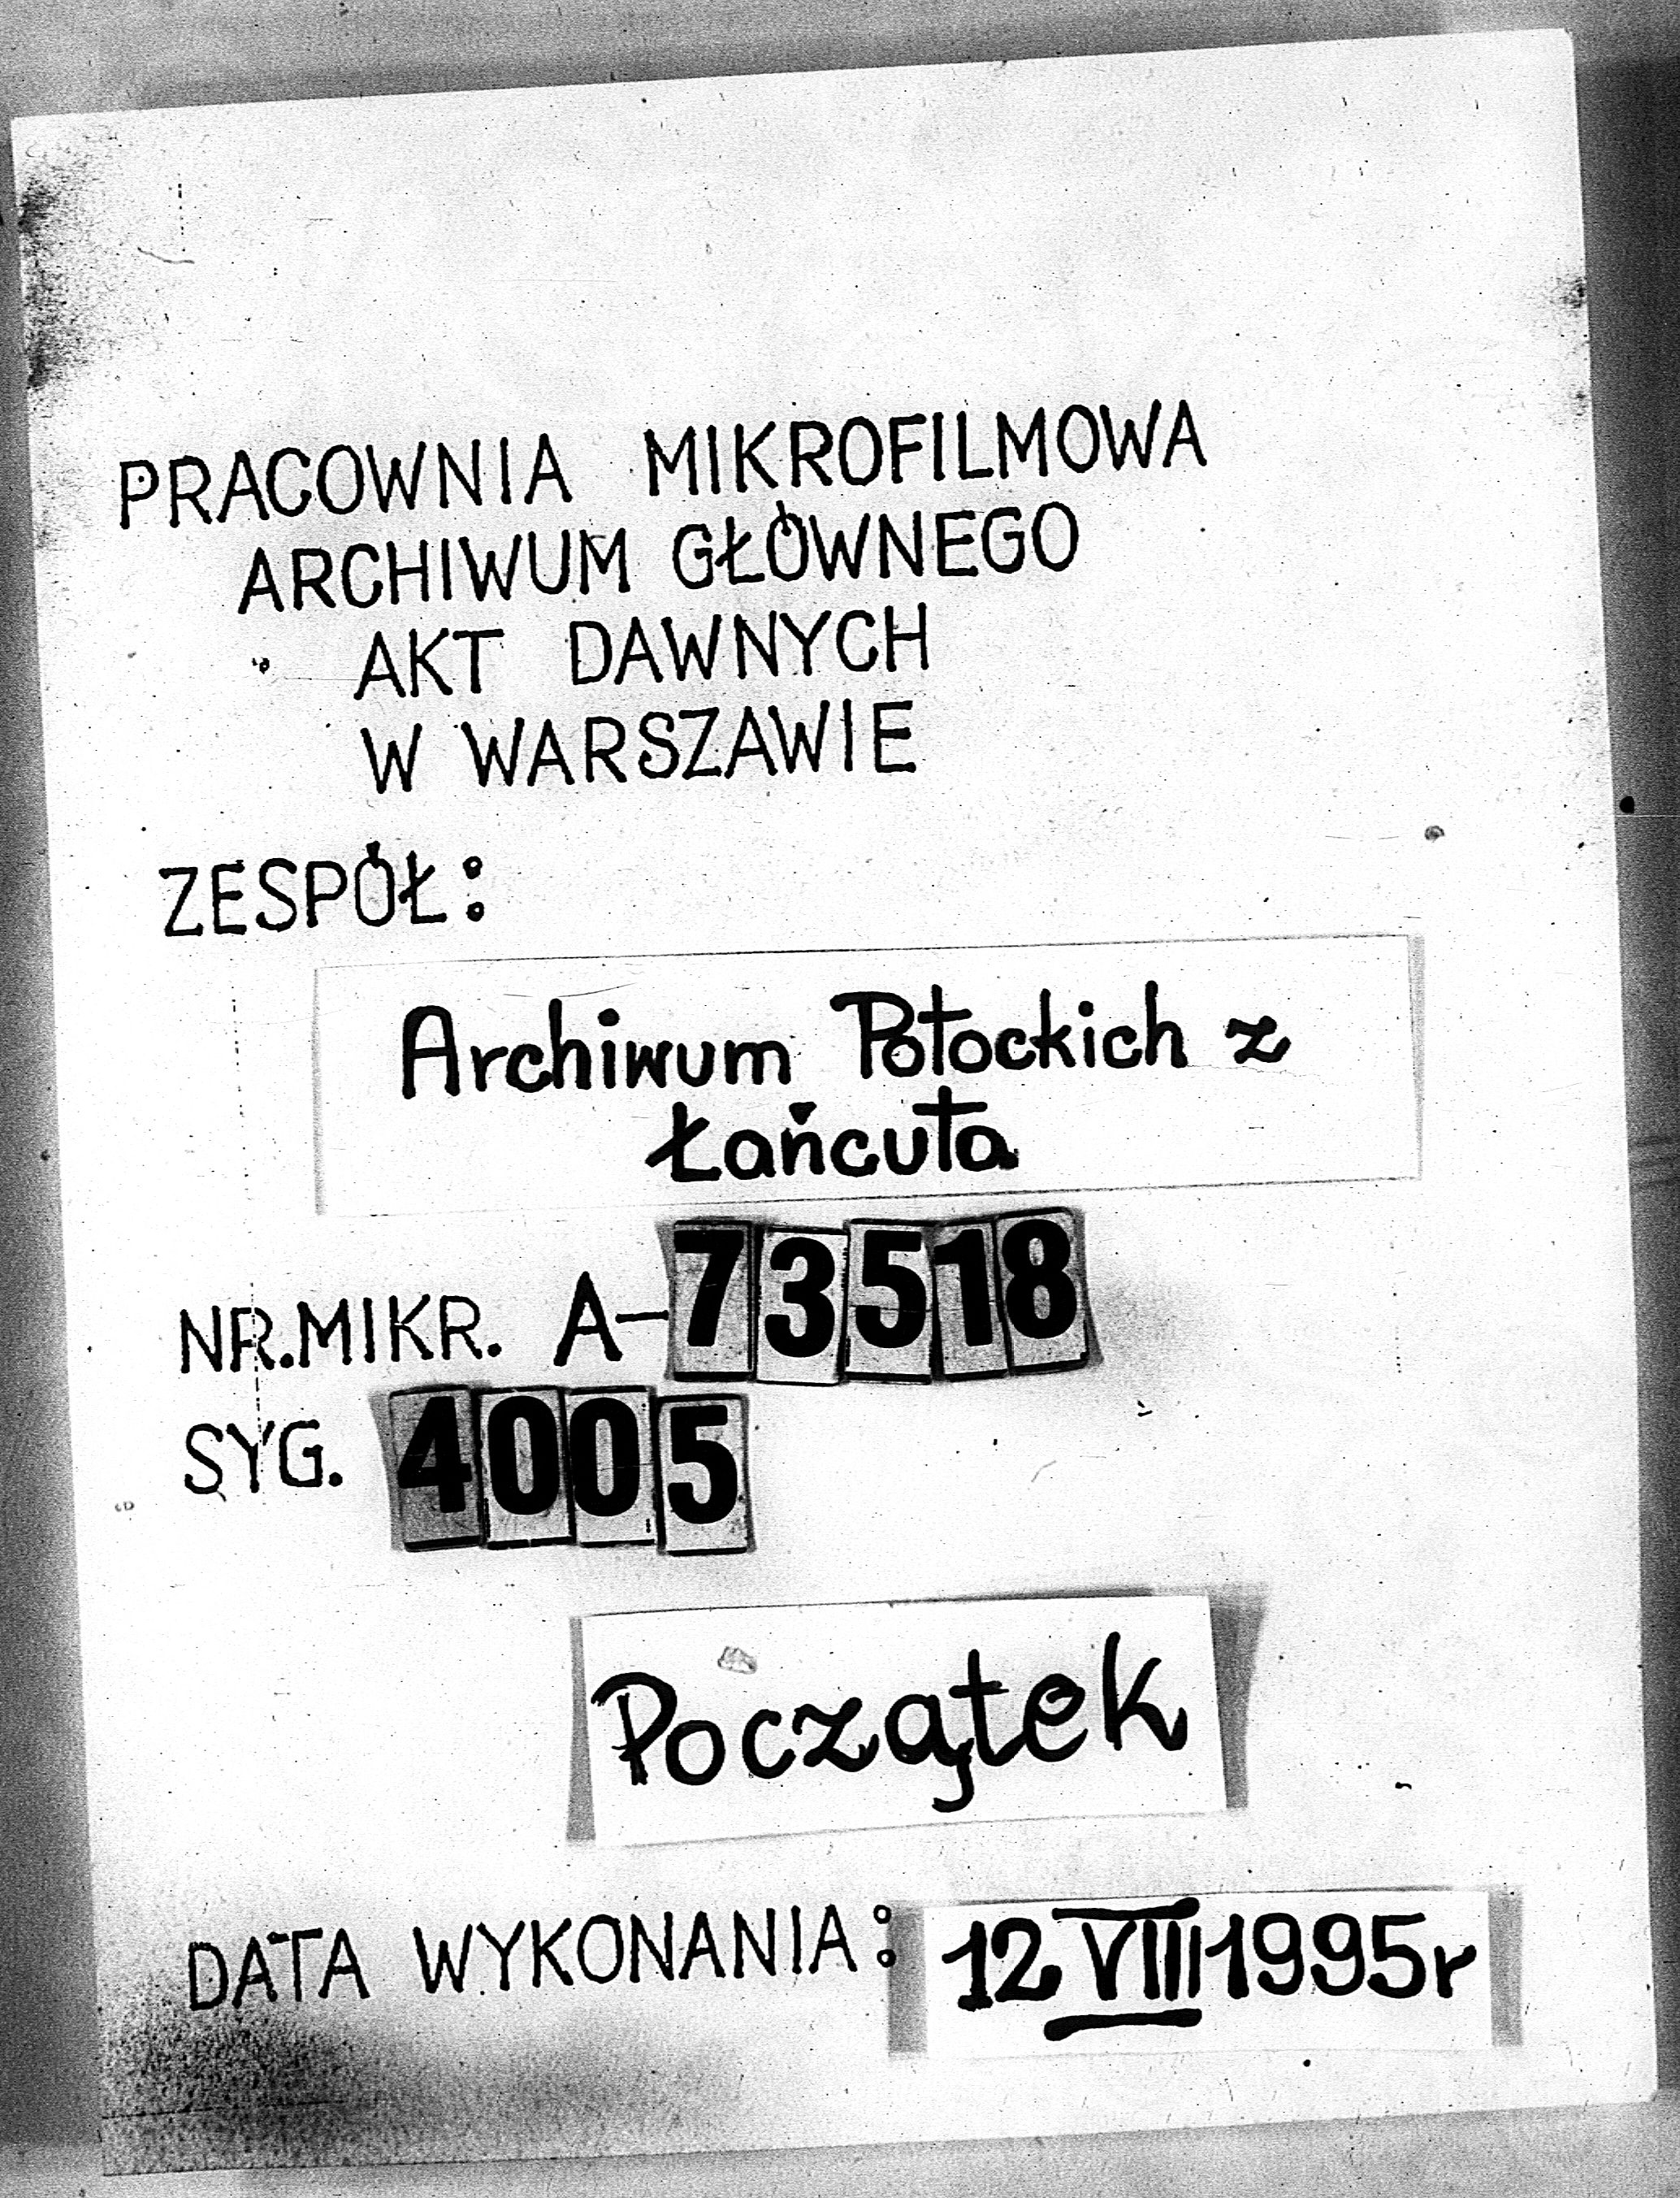 PRACOWNIA MIKROFILMOWA
ARCHIWUM GŁÓWNEGO
AKT DAWNYCH
W WARSZAWIE
ZESPÓŁ:
Archiwum Potockich z
Łańcuta
NR.MIKR. A-73518
SYG. 4005
Początek
DATA WYKONANIA: 12 VIII 1995r